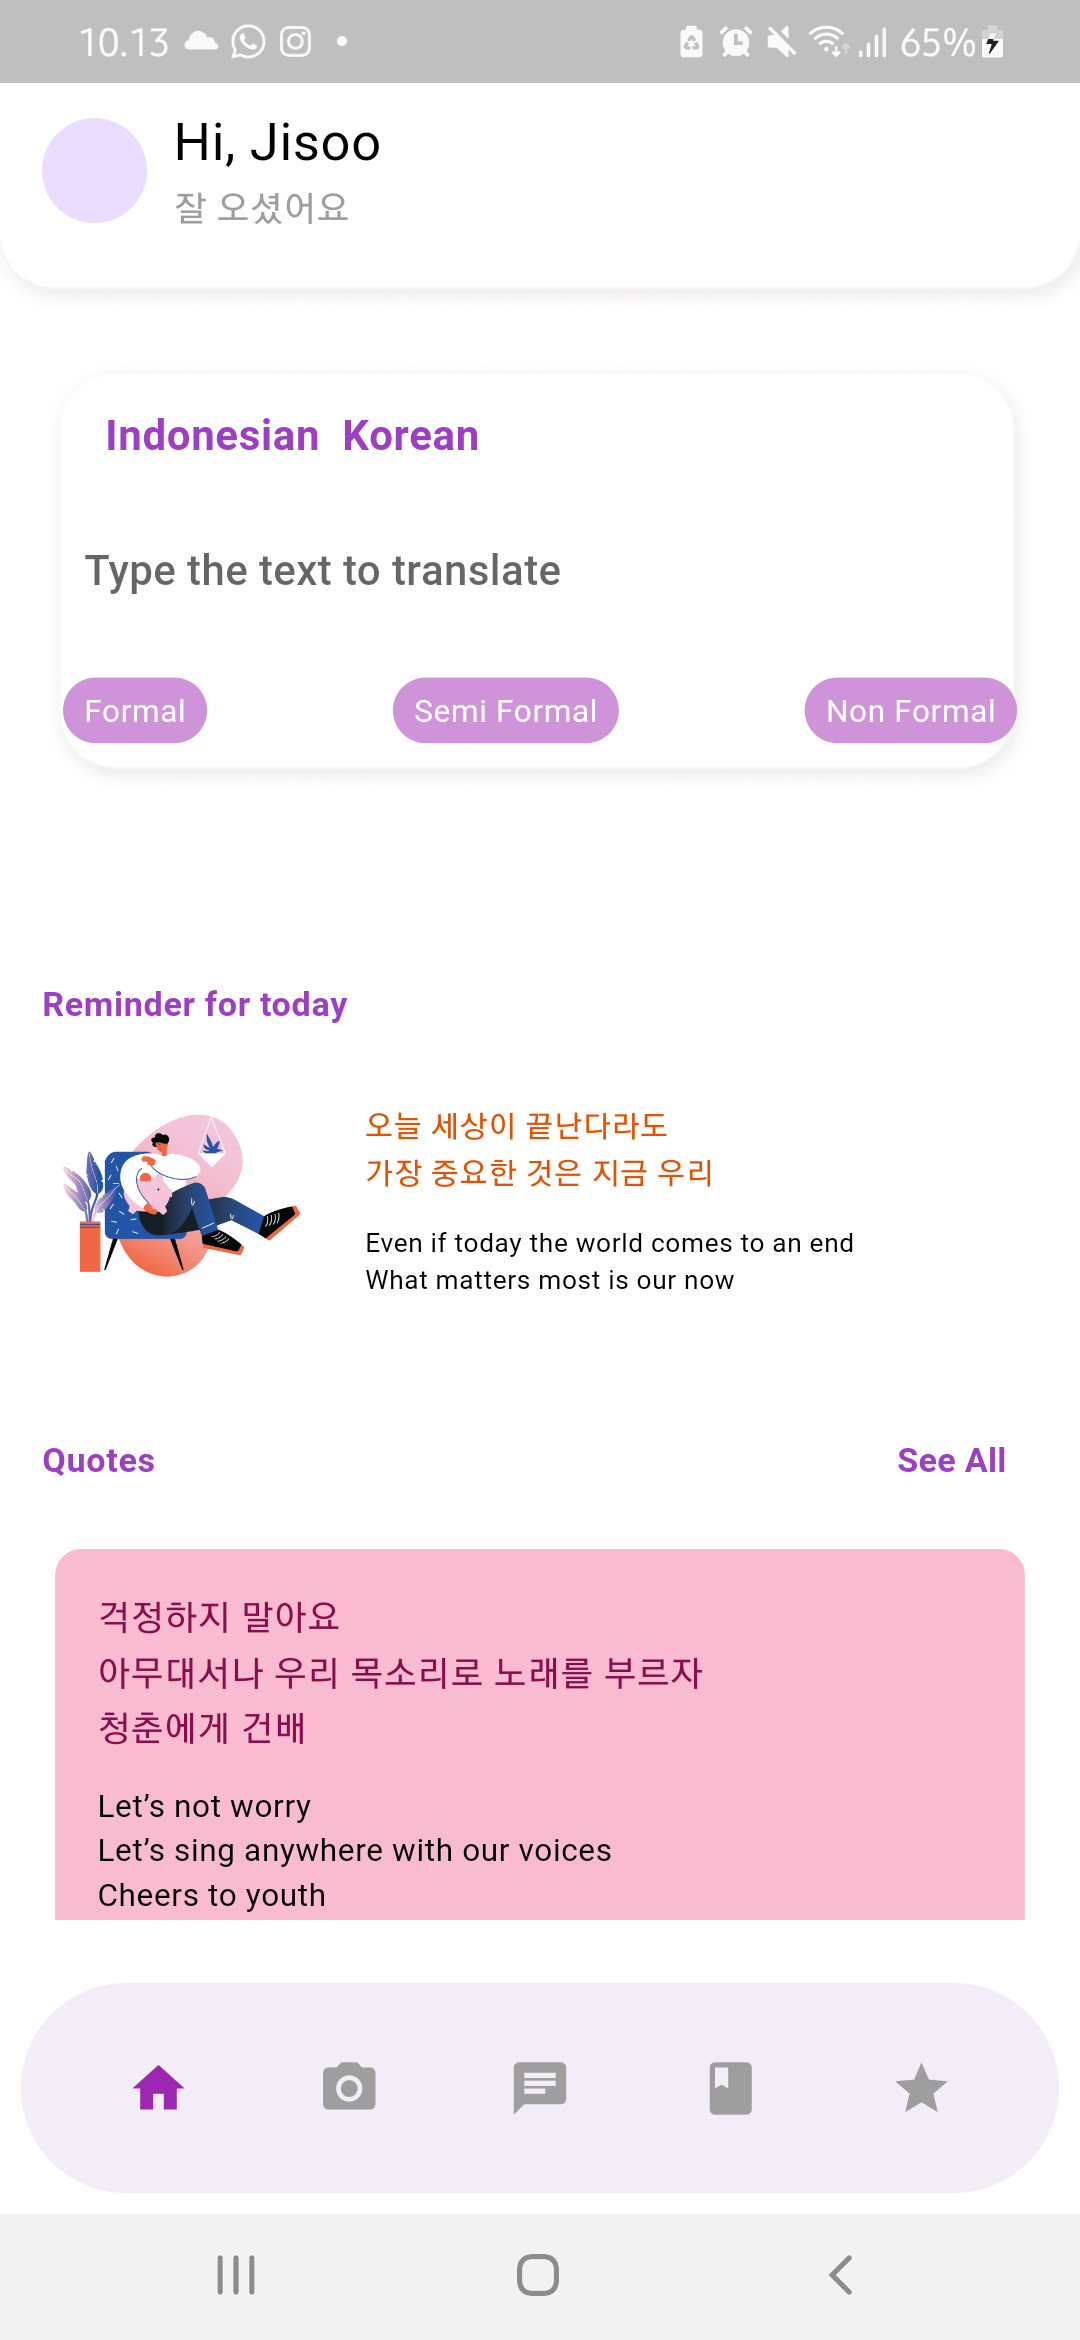 10.13
65%
Hi, Jisoo
잘 오셨어요
Indonesian Korean
Type the text to translate
Formal Semi Formal Non Formal
Reminder for today
오늘 세상이 끝난다라도
가장 중요한 것은 지금 우리
Even if today the world comes to an end
What matters most is our now
Quotes See All
걱정하지 말아요
아무대서나 우리 목소리로 노래를 부르자
청춘에게 건배
Let’s not worry
Let’s sing anywhere with our voices
Cheers to youth